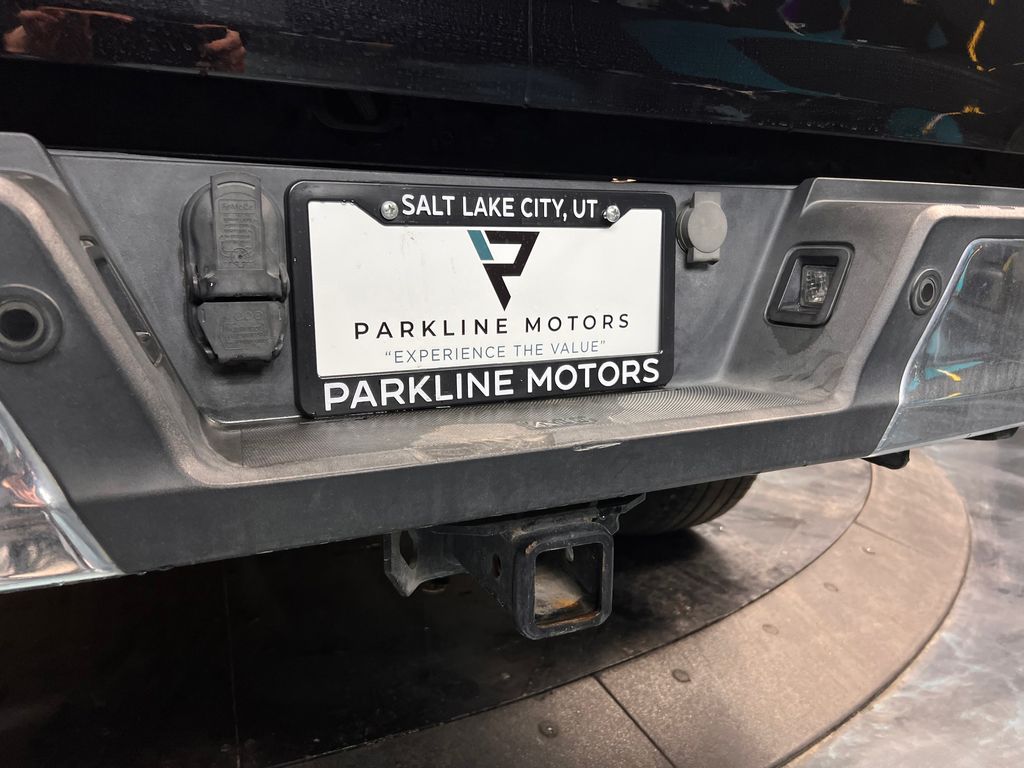 SALT LAKE CITY, UT
PARKLINE MOTORS
“EXPERIENCE THE VALUE”
PARKLINE MOTORS